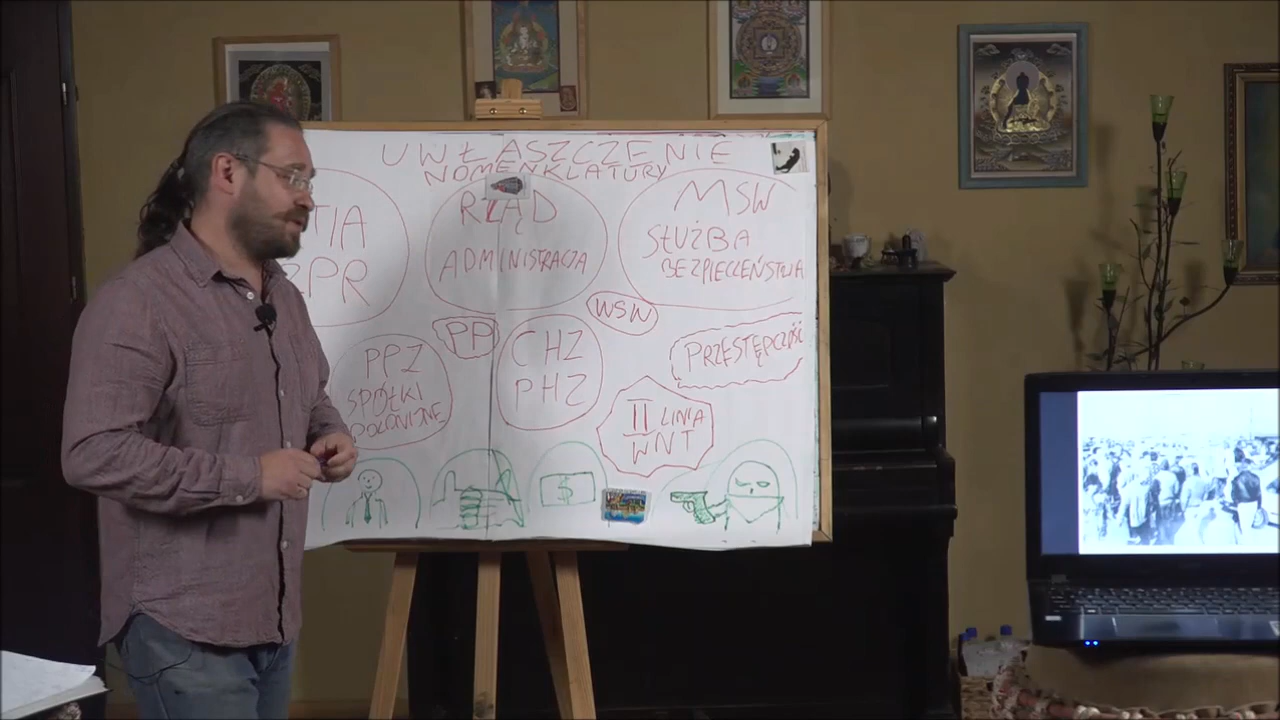 UWŁASZCZENIE
NOMENKLATURY
TIA
ZPR
RZĄD
ADMINISTRACJA
MSW
SŁUŻBA
BEZPIECZEŃSTWA
WSW
PPZ
SPÓŁKI
POLONIJNE
PP
CHZ
PHZ
PRZESTĘPCZOŚĆ
II LINIA
WNT
$